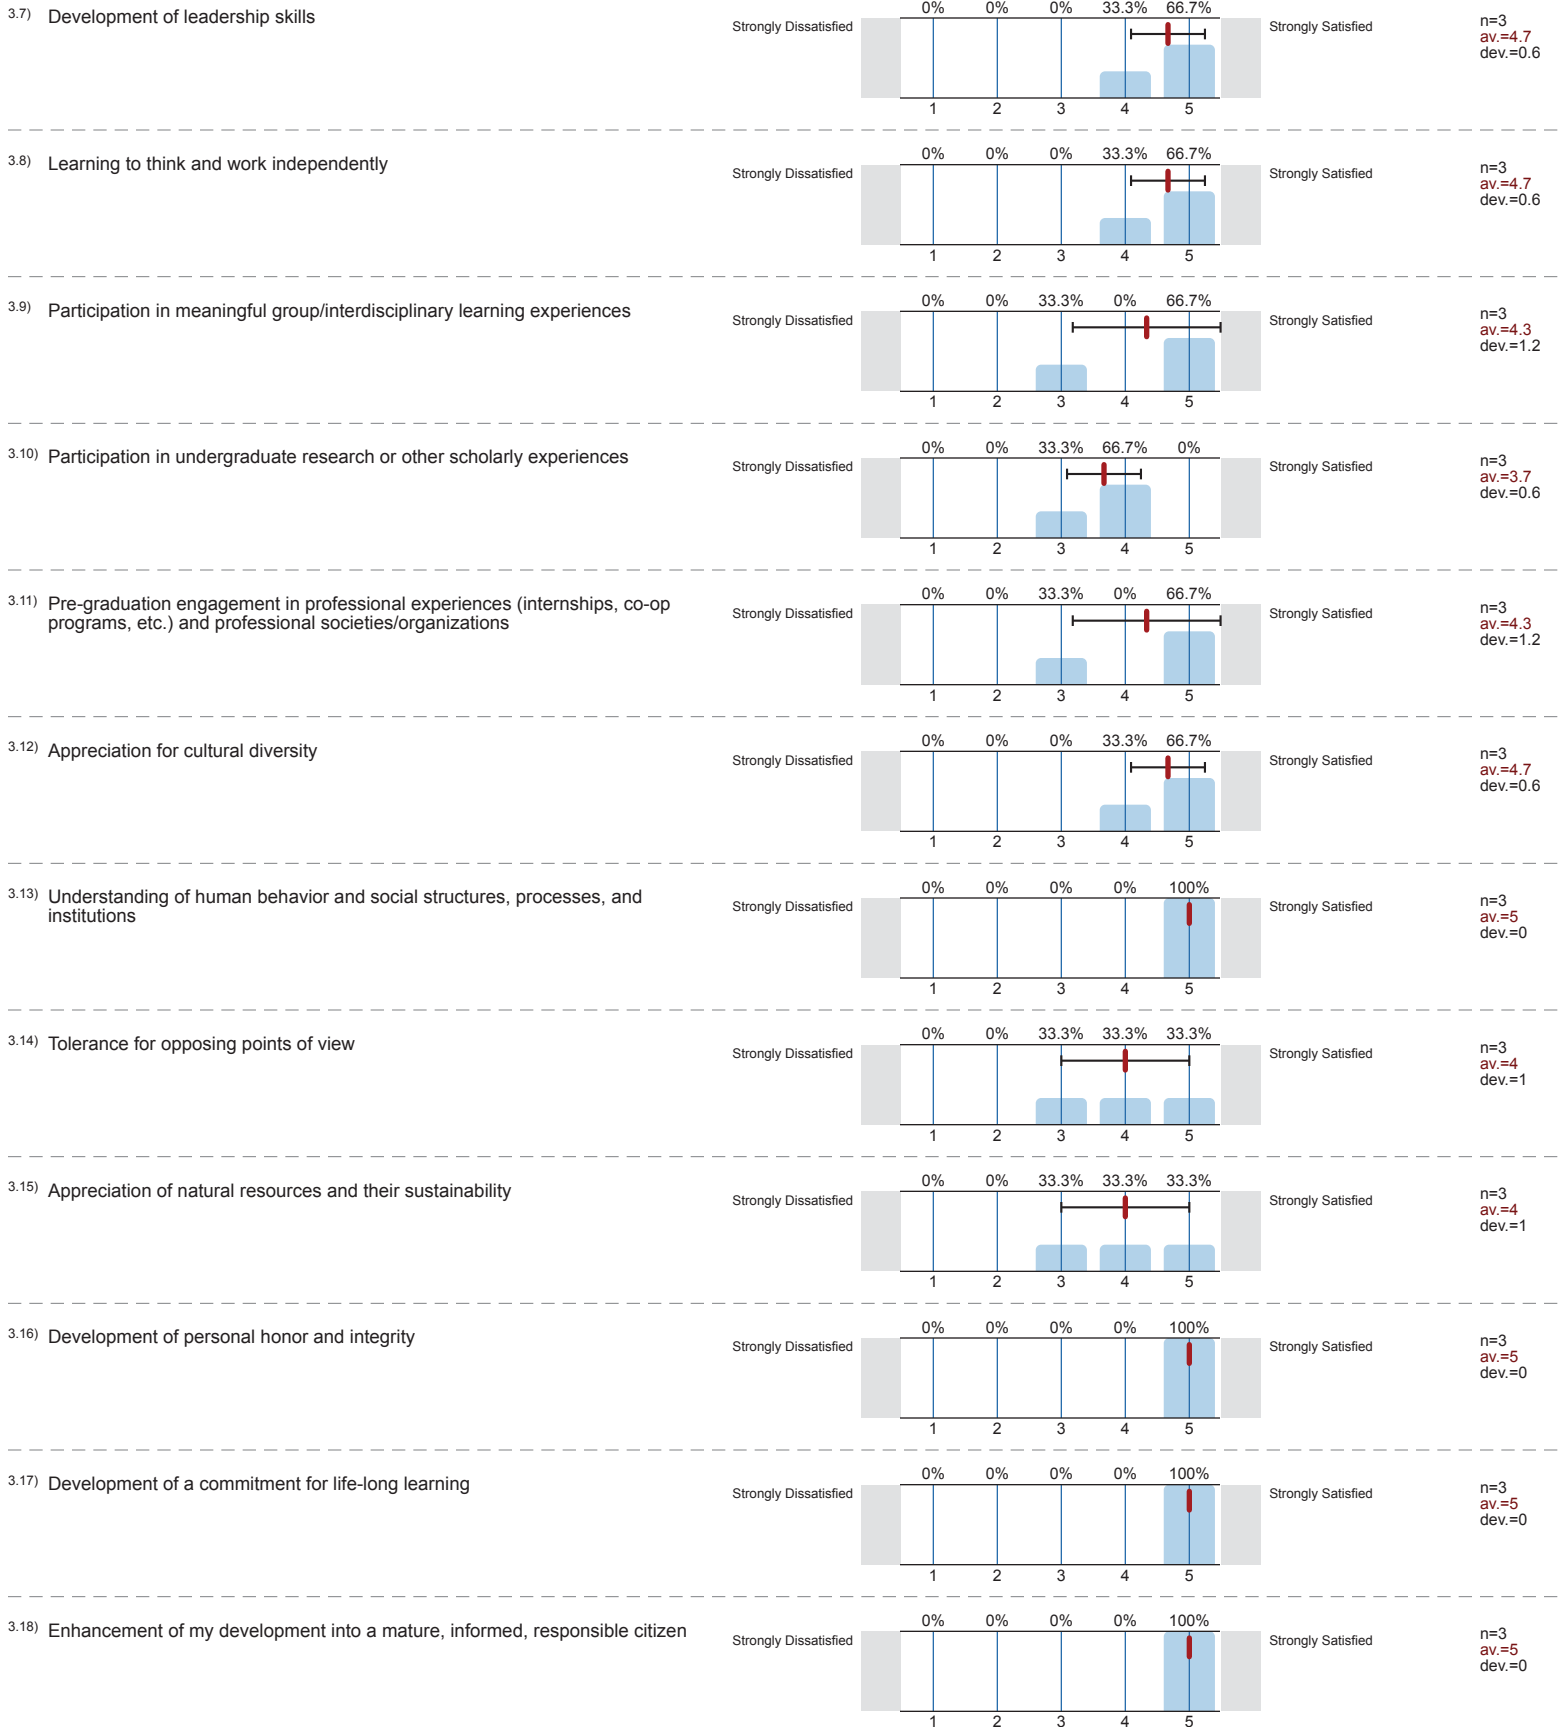 3.7) Development of leadership skills
0% 0% 0% 33.3% 66.7%
Strongly Dissatisfied Strongly Satisfied
n=3
av.=4.7
dev.=0.6
1 2 3 4 5
3.8) Learning to think and work independently
0% 0% 0% 33.3% 66.7%
Strongly Dissatisfied Strongly Satisfied
n=3
av.=4.7
dev.=0.6
1 2 3 4 5
3.9) Participation in meaningful group/interdisciplinary learning experiences
0% 0% 33.3% 0% 66.7%
Strongly Dissatisfied Strongly Satisfied
n=3
av.=4.3
dev.=1.2
1 2 3 4 5
3.10) Participation in undergraduate research or other scholarly experiences
0% 0% 33.3% 66.7% 0%
Strongly Dissatisfied Strongly Satisfied
n=3
av.=3.7
dev.=0.6
1 2 3 4 5
3.11) Pre-graduation engagement in professional experiences (internships, co-op
programs, etc.) and professional societies/organizations
0% 0% 33.3% 0% 66.7%
Strongly Dissatisfied Strongly Satisfied
n=3
av.=4.3
dev.=1.2
1 2 3 4 5
3.12) Appreciation for cultural diversity
0% 0% 0% 33.3% 66.7%
Strongly Dissatisfied Strongly Satisfied
n=3
av.=4.7
dev.=0.6
1 2 3 4 5
3.13) Understanding of human behavior and social structures, processes, and
institutions
0% 0% 0% 0% 100%
Strongly Dissatisfied Strongly Satisfied
n=3
av.=5
dev.=0
1 2 3 4 5
3.14) Tolerance for opposing points of view
0% 0% 33.3% 33.3% 33.3%
Strongly Dissatisfied Strongly Satisfied
n=3
av.=4
dev.=1
1 2 3 4 5
3.15) Appreciation of natural resources and their sustainability
0% 0% 33.3% 33.3% 33.3%
Strongly Dissatisfied Strongly Satisfied
n=3
av.=4
dev.=1
1 2 3 4 5
3.16) Development of personal honor and integrity
0% 0% 0% 0% 100%
Strongly Dissatisfied Strongly Satisfied
n=3
av.=5
dev.=0
1 2 3 4 5
3.17) Development of a commitment for life-long learning
0% 0% 0% 0% 100%
Strongly Dissatisfied Strongly Satisfied
n=3
av.=5
dev.=0
1 2 3 4 5
3.18) Enhancement of my development into a mature, informed, responsible citizen
0% 0% 0% 0% 100%
Strongly Dissatisfied Strongly Satisfied
n=3
av.=5
dev.=0
1 2 3 4 5